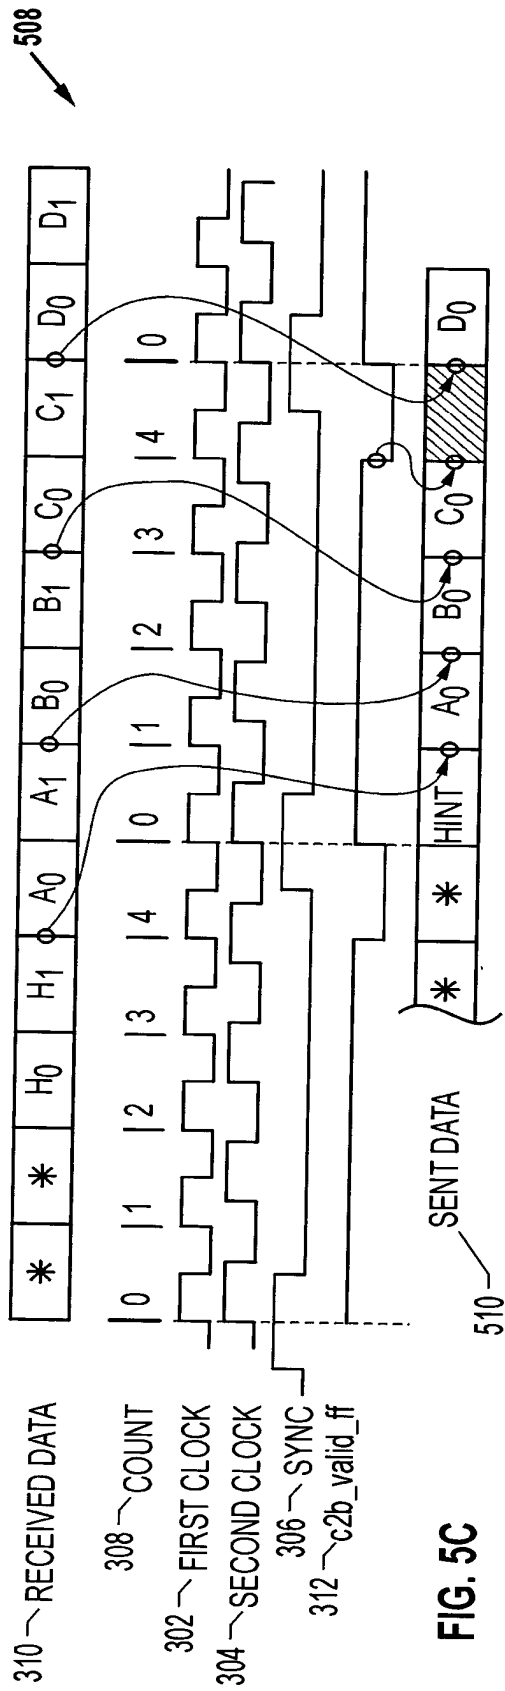 508
310 RECEIVED DATA * * H0 H1 A0 A1 B0 B1 C0 C1 D0 D1
308 COUNT 0 1 2 3 4 0 1 2 3 4 0
302 FIRST CLOCK
304 SECOND CLOCK
306 SYNC
312 c2b_valid_ff
SENT DATA * * HINT A0 B0 C0 D0
510
FIG. 5C